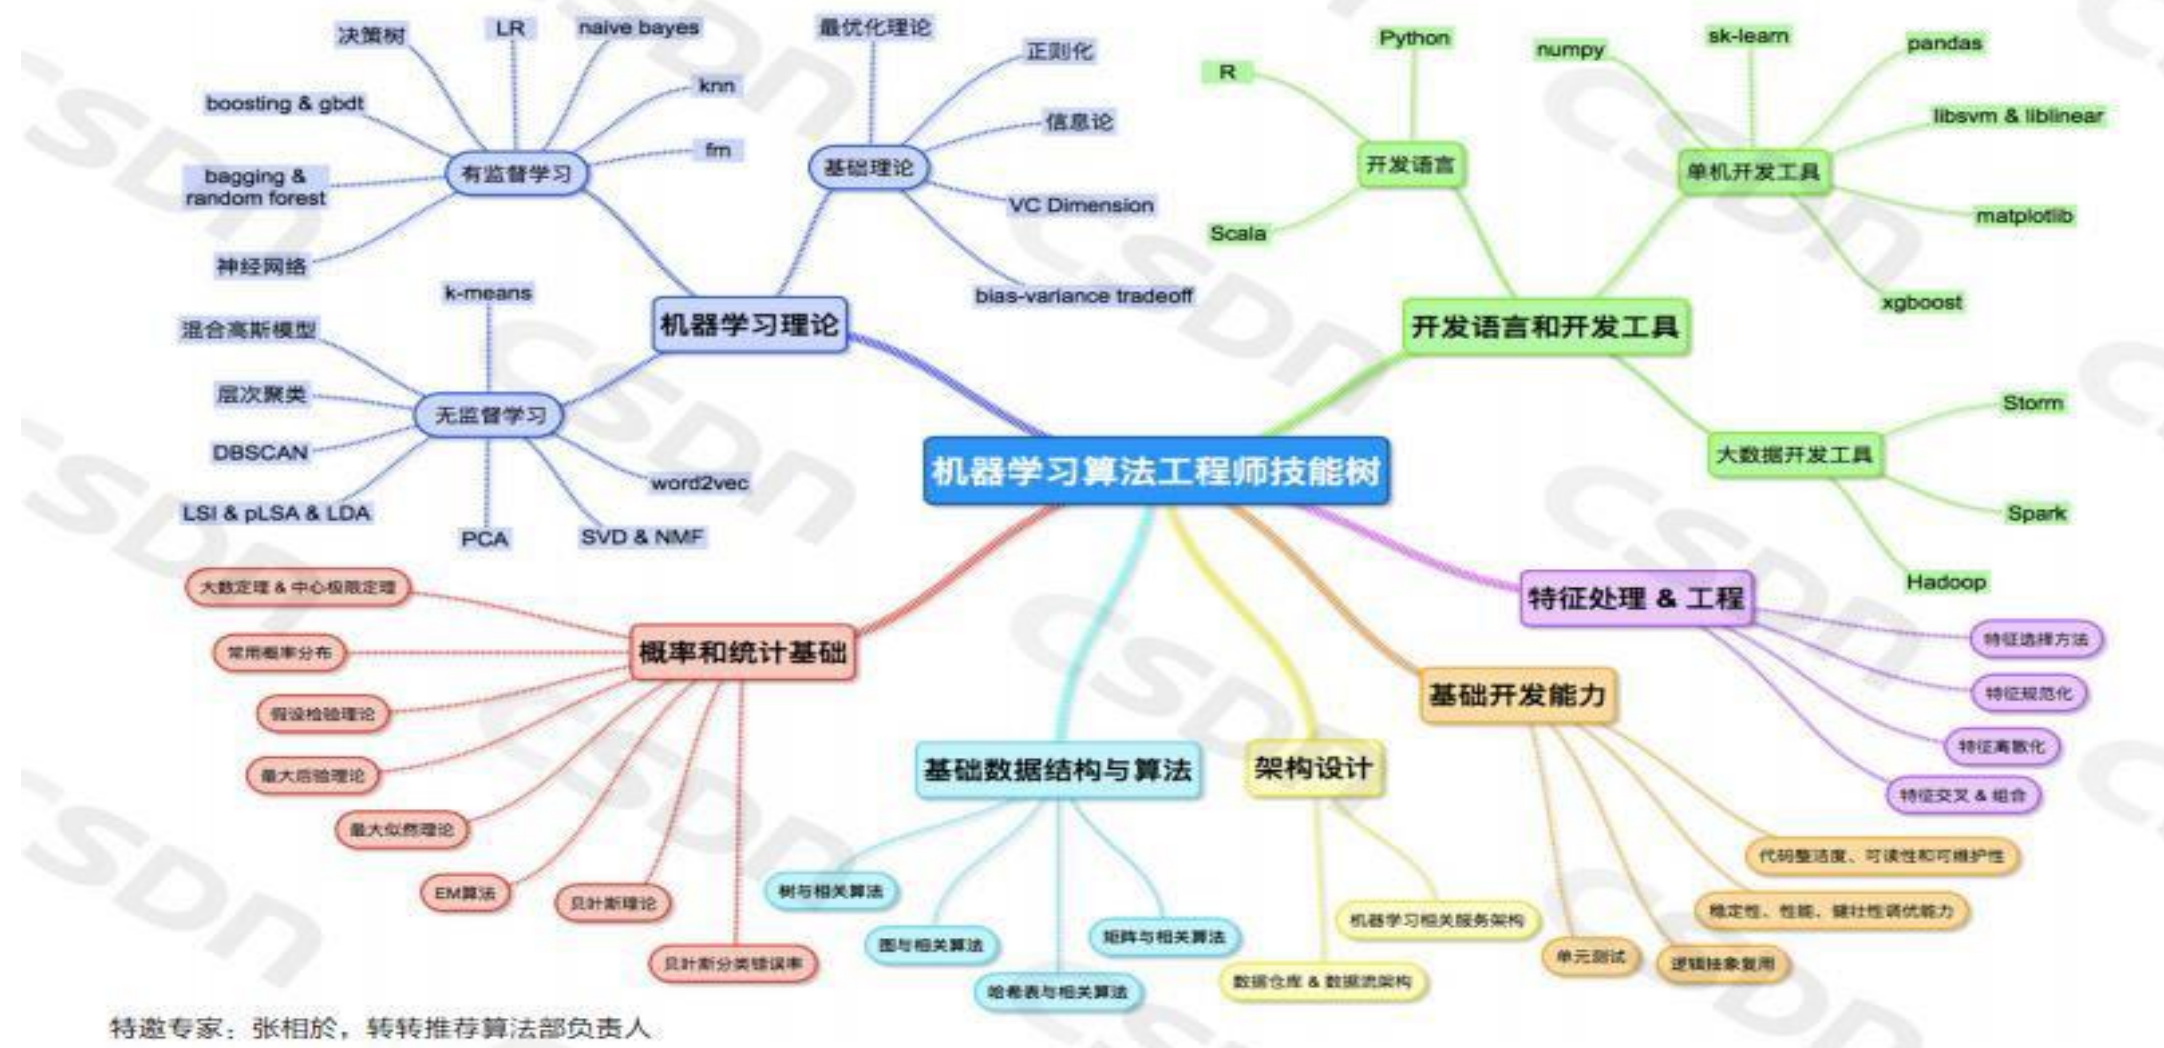 决策树
LR
naive bayes
knn
fm
boosting & gbdt
bagging &
random forest
神经网络
有监督学习
最优化理论
正则化
信息论
VC Dimension
bias-variance tradeoff
基础理论
机器学习理论
k-means
混合高斯模型
层次聚类
DBSCAN
LSI & pLSA & LDA
PCA
SVD & NMF
word2vec
无监督学习
R
Python
Scala
开发语言
numpy
sk-learn
pandas
libsvm & liblinear
matplotlib
xgboost
单机开发工具
开发语言和开发工具
大数据开发工具
Storm
Spark
Hadoop
机器学习算法工程师技能树
概率和统计基础
大数定理 & 中心极限定理
常用概率分布
假设检验理论
最大后验理论
最大似然理论
EM算法
贝叶斯理论
贝叶斯分类错误率
基础数据结构与算法
树与相关算法
图与相关算法
哈希表与相关算法
矩阵与相关算法
架构设计
机器学习相关服务架构
数据仓库 & 数据流架构
基础开发能力
单元测试
逻辑抽象复用
稳定性、性能、健壮性调优能力
代码整洁度、可读性和可维护性
特征处理 & 工程
特征选择方法
特征规范化
特征离散化
特征交叉 & 组合
特邀专家：张相於，转转推荐算法部负责人
CSDN